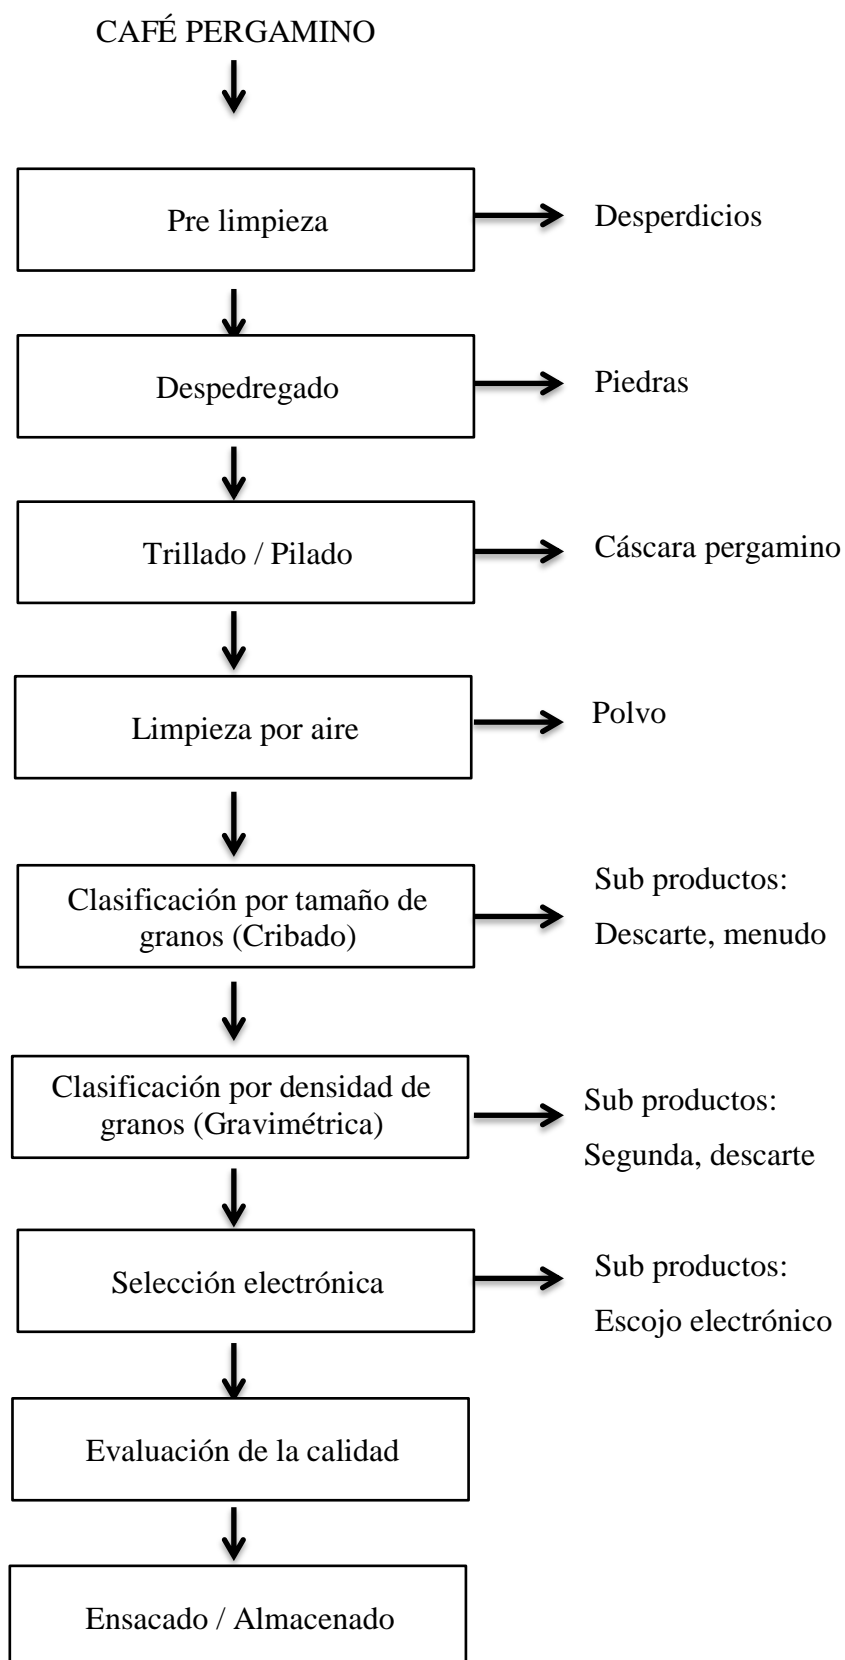 CAFÉ PERGAMINO
Pre limpieza
Desperdicios
Despedregado
Piedras
Trillado / Pilado
Cáscara pergamino
Limpieza por aire
Polvo
Clasificación por tamaño de
granos (Cribado)
Sub productos:
Descarte, menudo
Clasificación por densidad de
granos (Gravimétrica)
Sub productos:
Segunda, descarte
Selección electrónica
Sub productos:
Escojo electrónico
Evaluación de la calidad
Ensacado / Almacenado